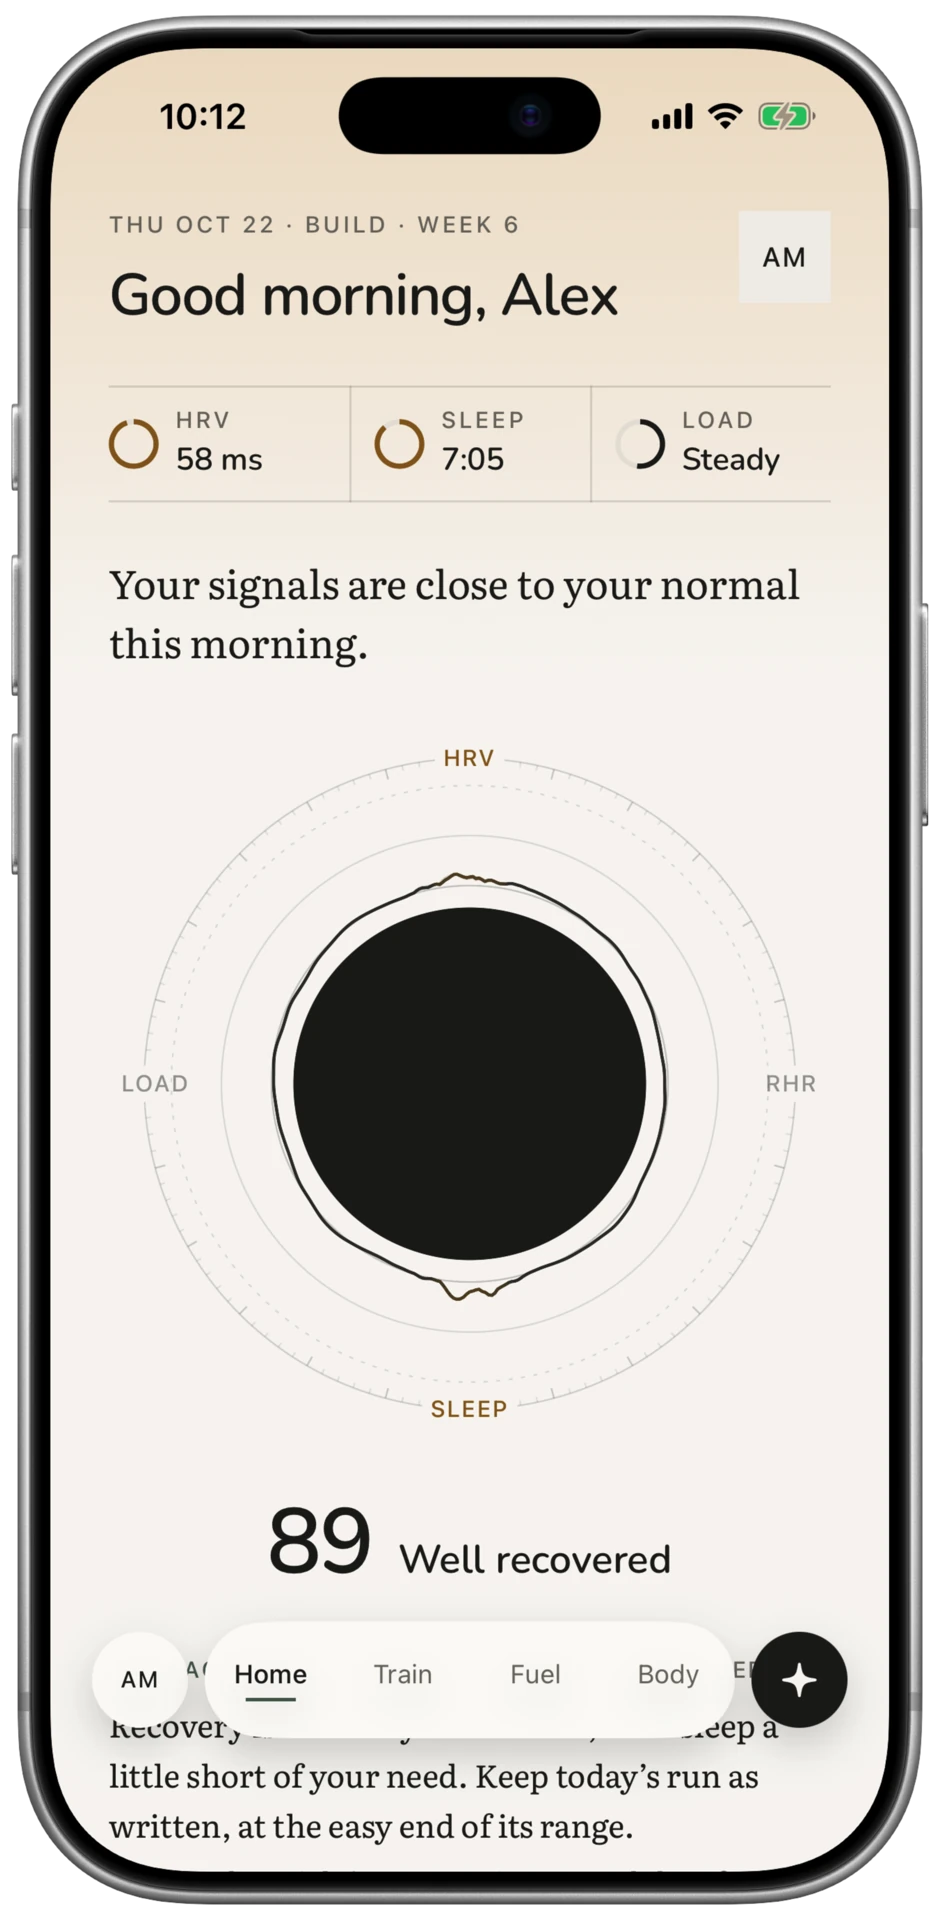 10:12
THU OCT 22 · BUILD · WEEK 6
AM
Good morning, Alex
HRV
58 ms
SLEEP
7:05
LOAD
Steady
Your signals are close to your normal
this morning.
HRV
LOAD
RHR
SLEEP
89 Well recovered
AM
Home
Train
Fuel
Body
Recovery sleep a
little short of your need. Keep today’s run as
written, at the easy end of its range.